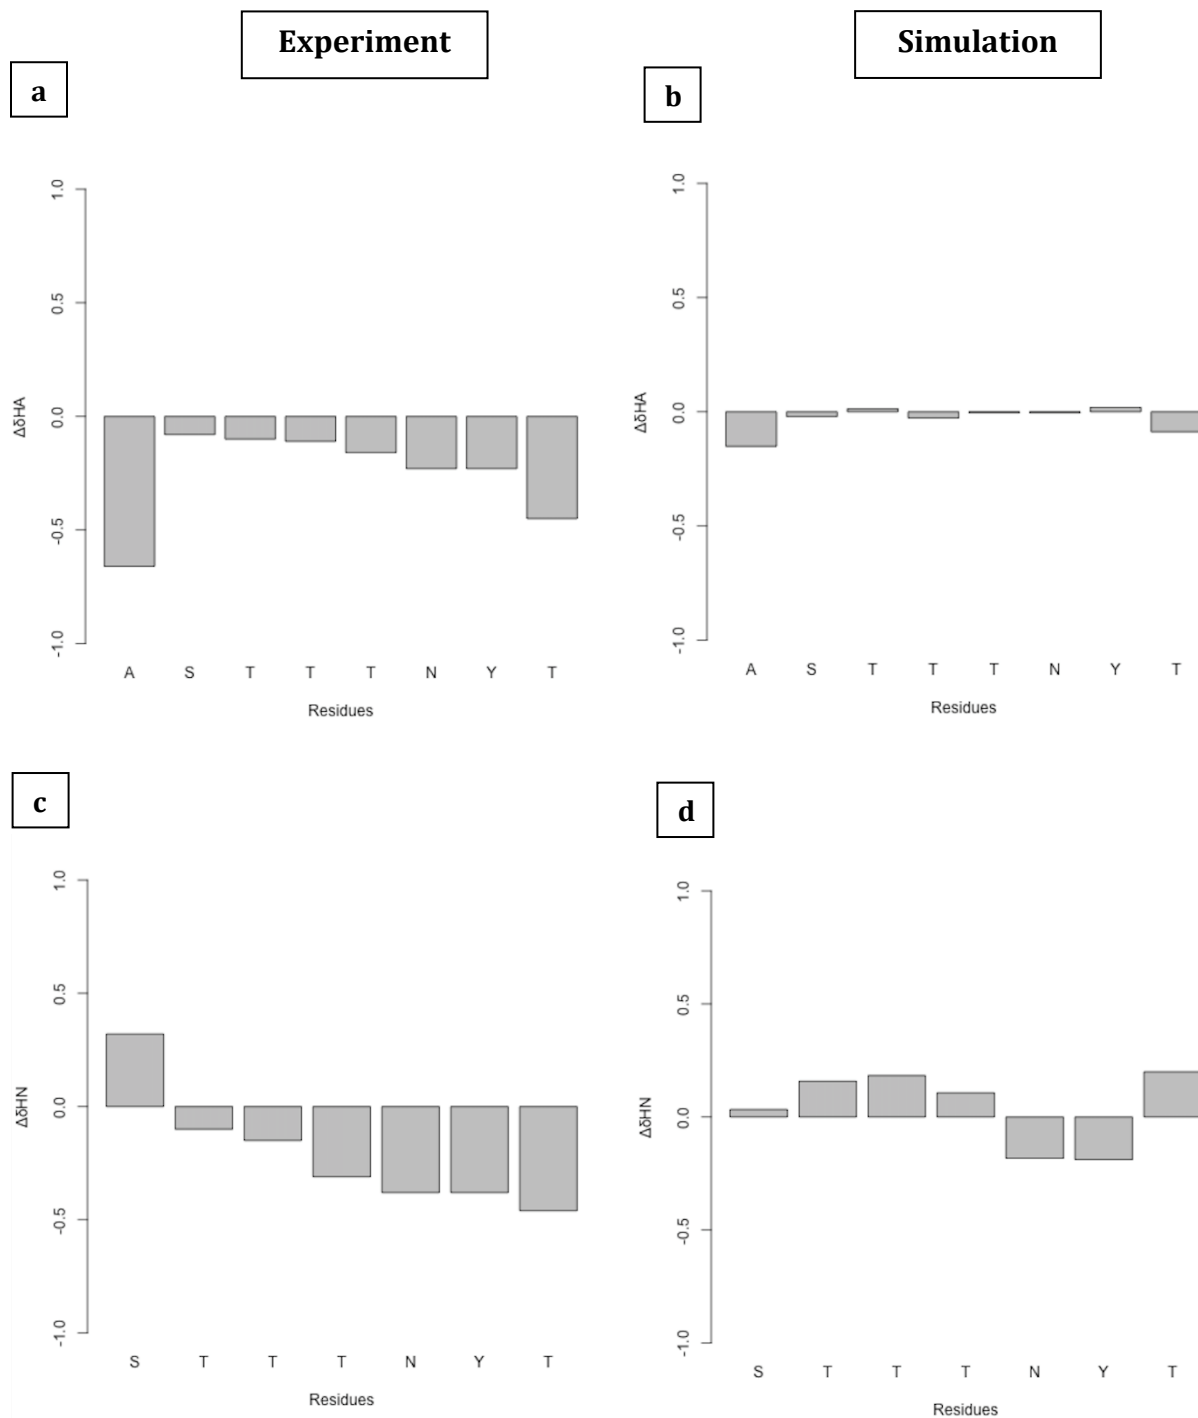 Experiment
Simulation
a
b
1.0
0.5
0.0
-0.5
-1.0
ΔδHA
A S T T T N Y T
Residues
1.0
0.5
0.0
-0.5
-1.0
ΔδHA
A S T T T N Y T
Residues
c
d
1.0
0.5
0.0
-0.5
-1.0
ΔδHN
S T T T N Y T
Residues
1.0
0.5
0.0
-0.5
-1.0
ΔδHN
S T T T N Y T
Residues